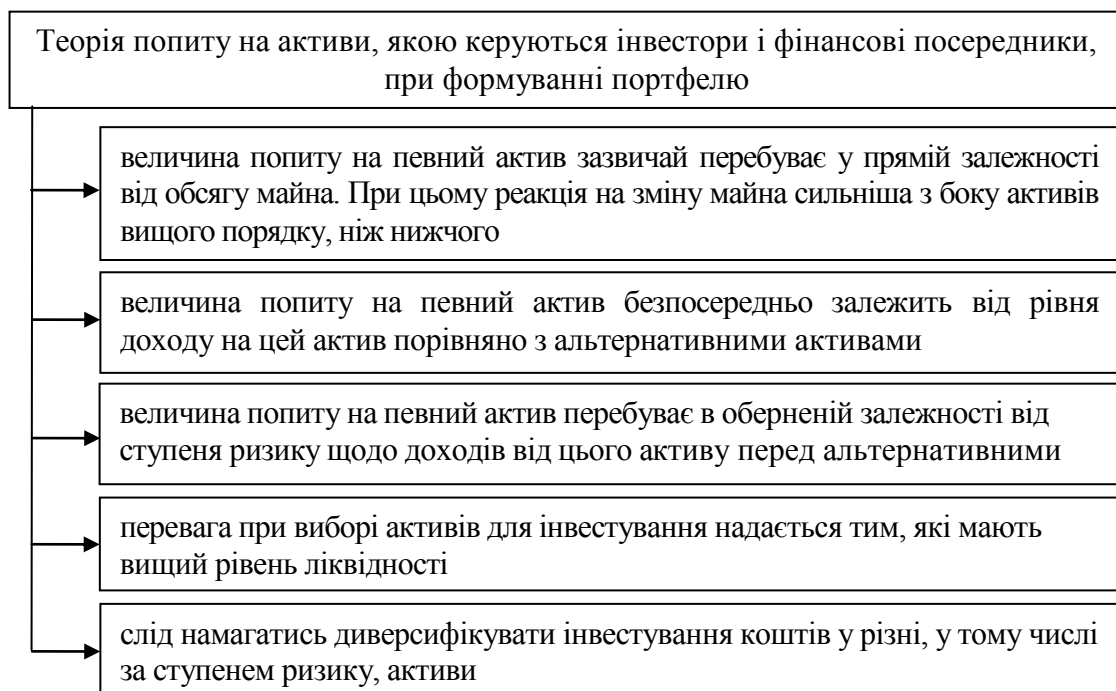 Теорія попиту на активи, якою керуються інвестори і фінансові посередники,
при формуванні портфелю
величина попиту на певний актив зазвичай перебуває у прямій залежності
від обсягу майна. При цьому реакція на зміну майна сильніша з боку активів
вищого порядку, ніж нижчого
величина попиту на певний актив безпосередньо залежить від рівня
доходу на цей актив порівняно з альтернативними активами
величина попиту на певний актив перебуває в оберненій залежності від
ступеня ризику щодо доходів від цього активу перед альтернативними
перевага при виборі активів для інвестування надається тим, які мають
вищий рівень ліквідності
слід намагатись диверсифікувати інвестування коштів у різні, у тому числі
за ступенем ризику, активи